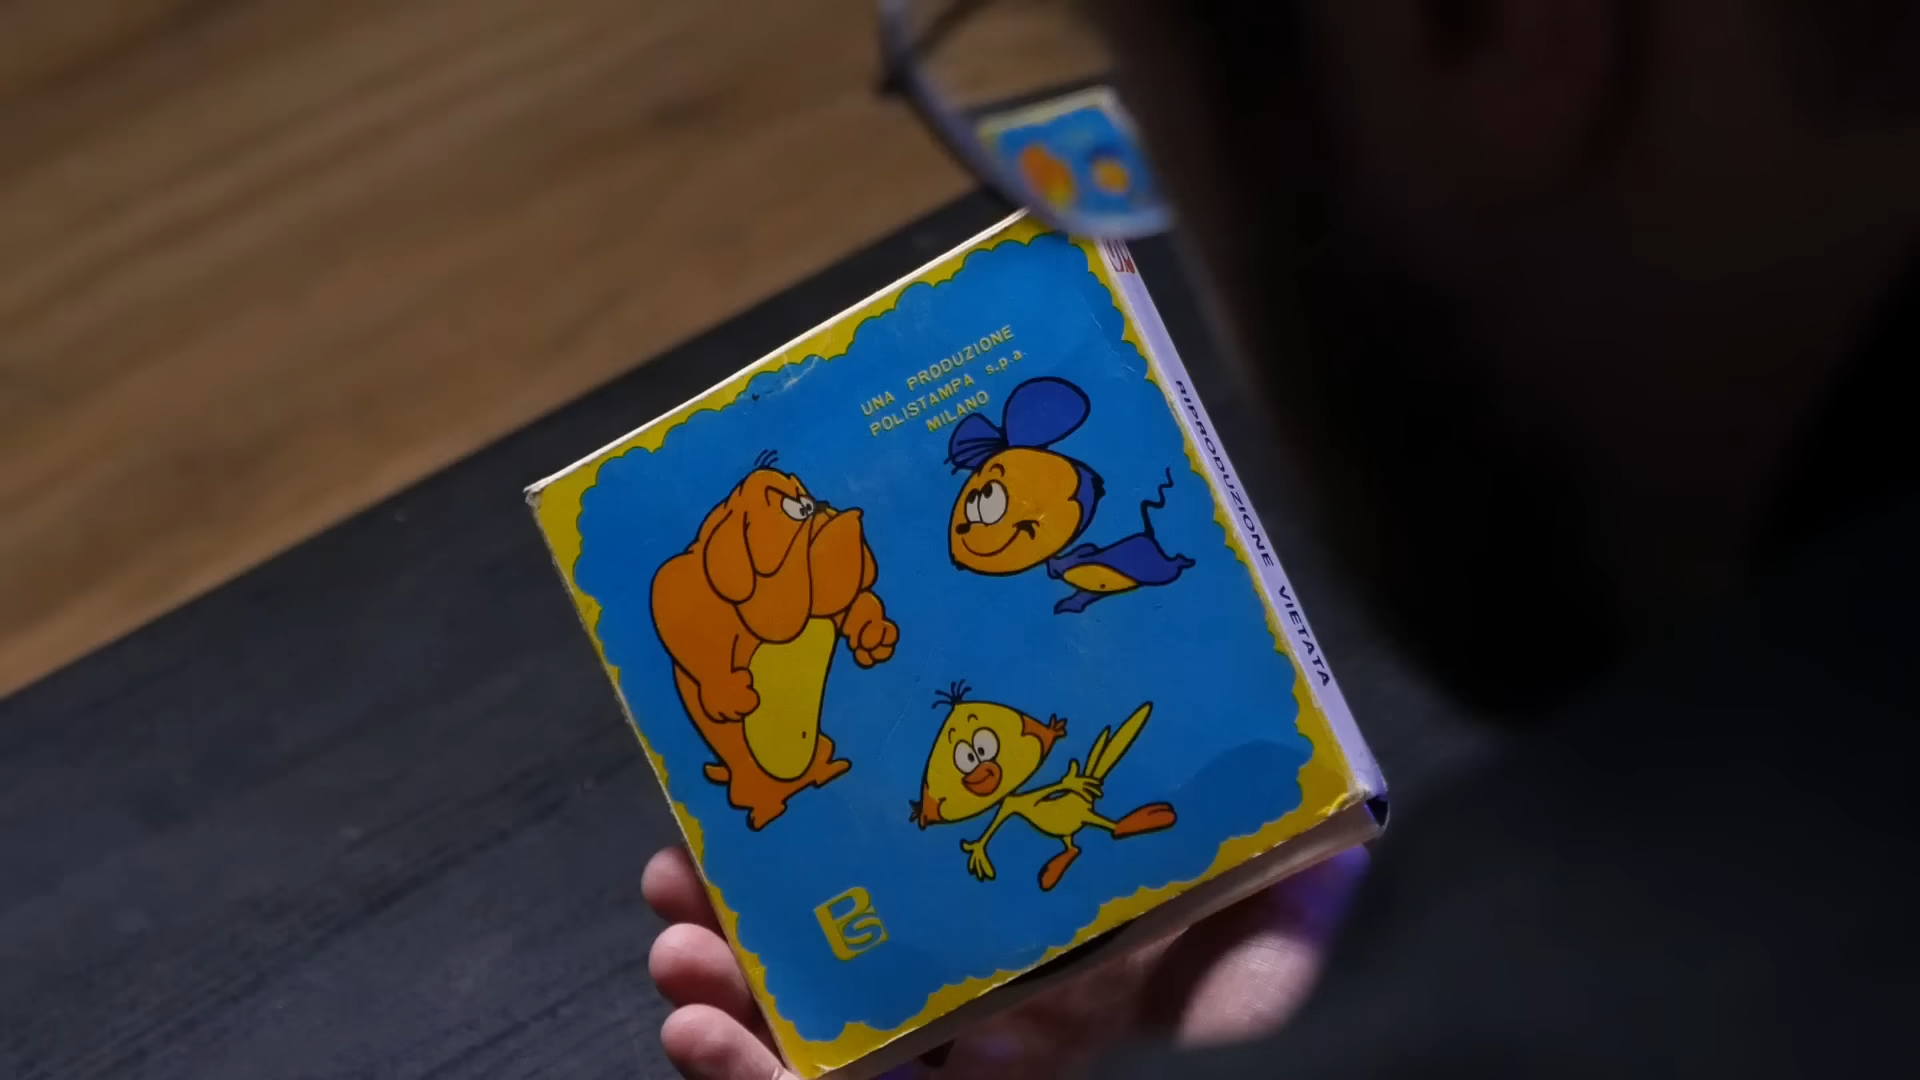 UNA PRODUZIONE
POLISTAMPA s.p.a.
MILANO
RIPRODUZIONE VIETATA
PS